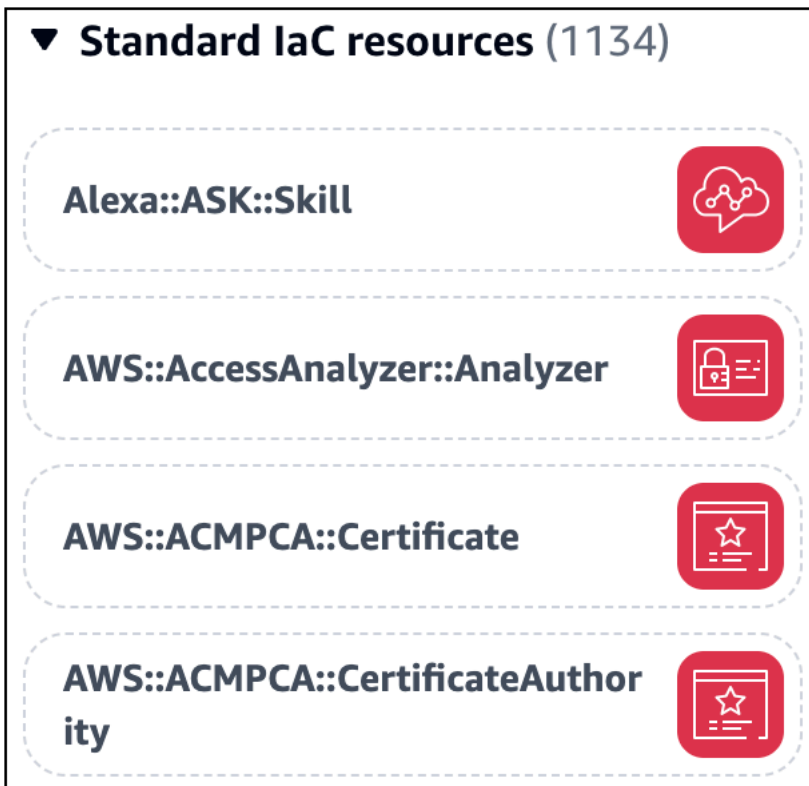 Standard IaC resources (1134)
Alexa::ASK::Skill
AWS::AccessAnalyzer::Analyzer
AWS::ACMPCA::Certificate
AWS::ACMPCA::CertificateAuthor
ity